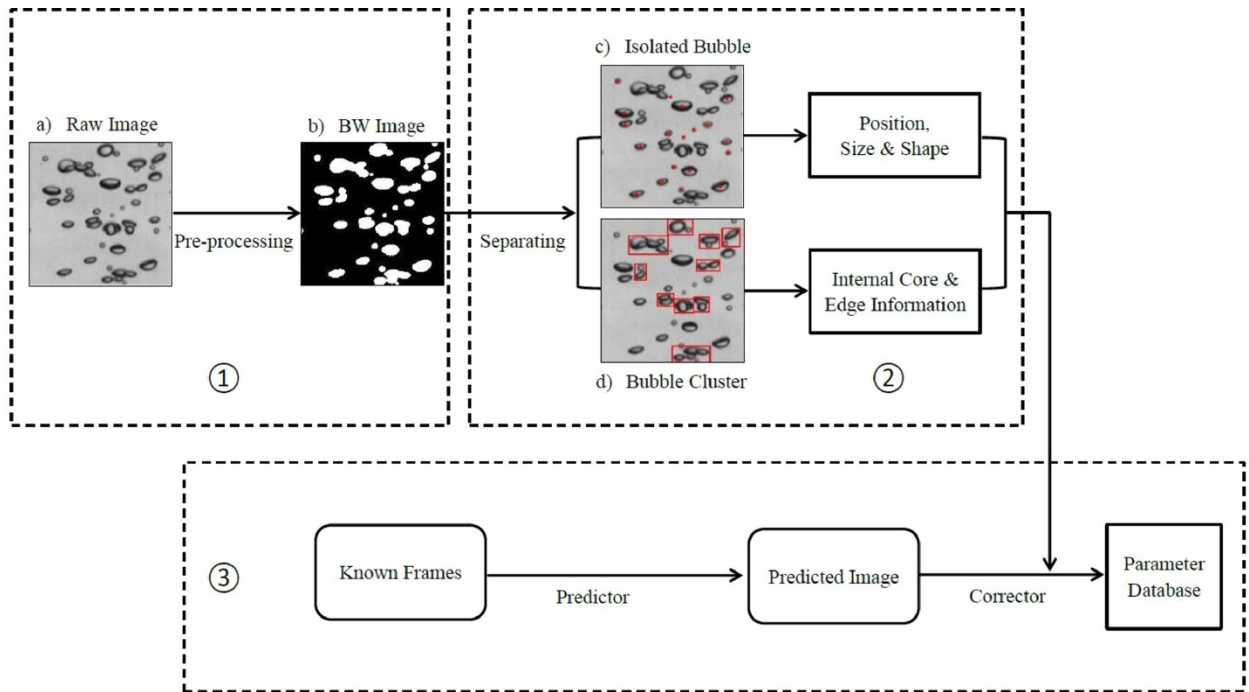 a) Raw Image
Pre-processing
b) BW Image
①
Separating
c) Isolated Bubble
d) Bubble Cluster
Position,
Size & Shape
Internal Core &
Edge Information
②
③
Known Frames
Predictor
Predicted Image
Corrector
Parameter
Database